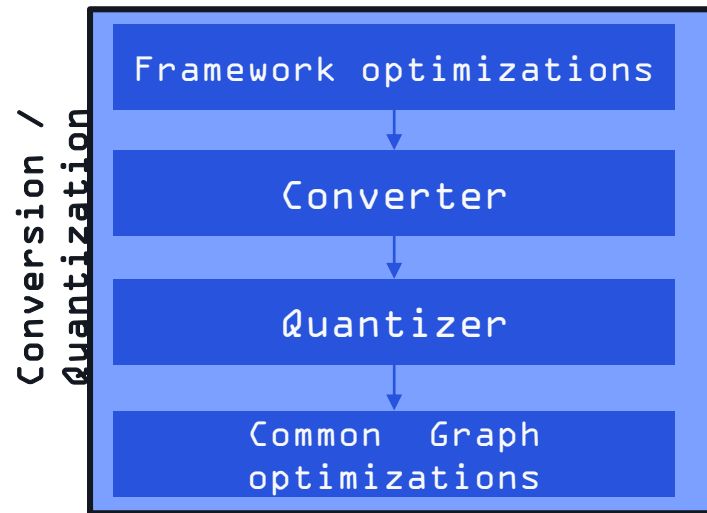 Conversion /
Quantization
Framework optimizations
Converter
Quantizer
Common Graph
optimizations